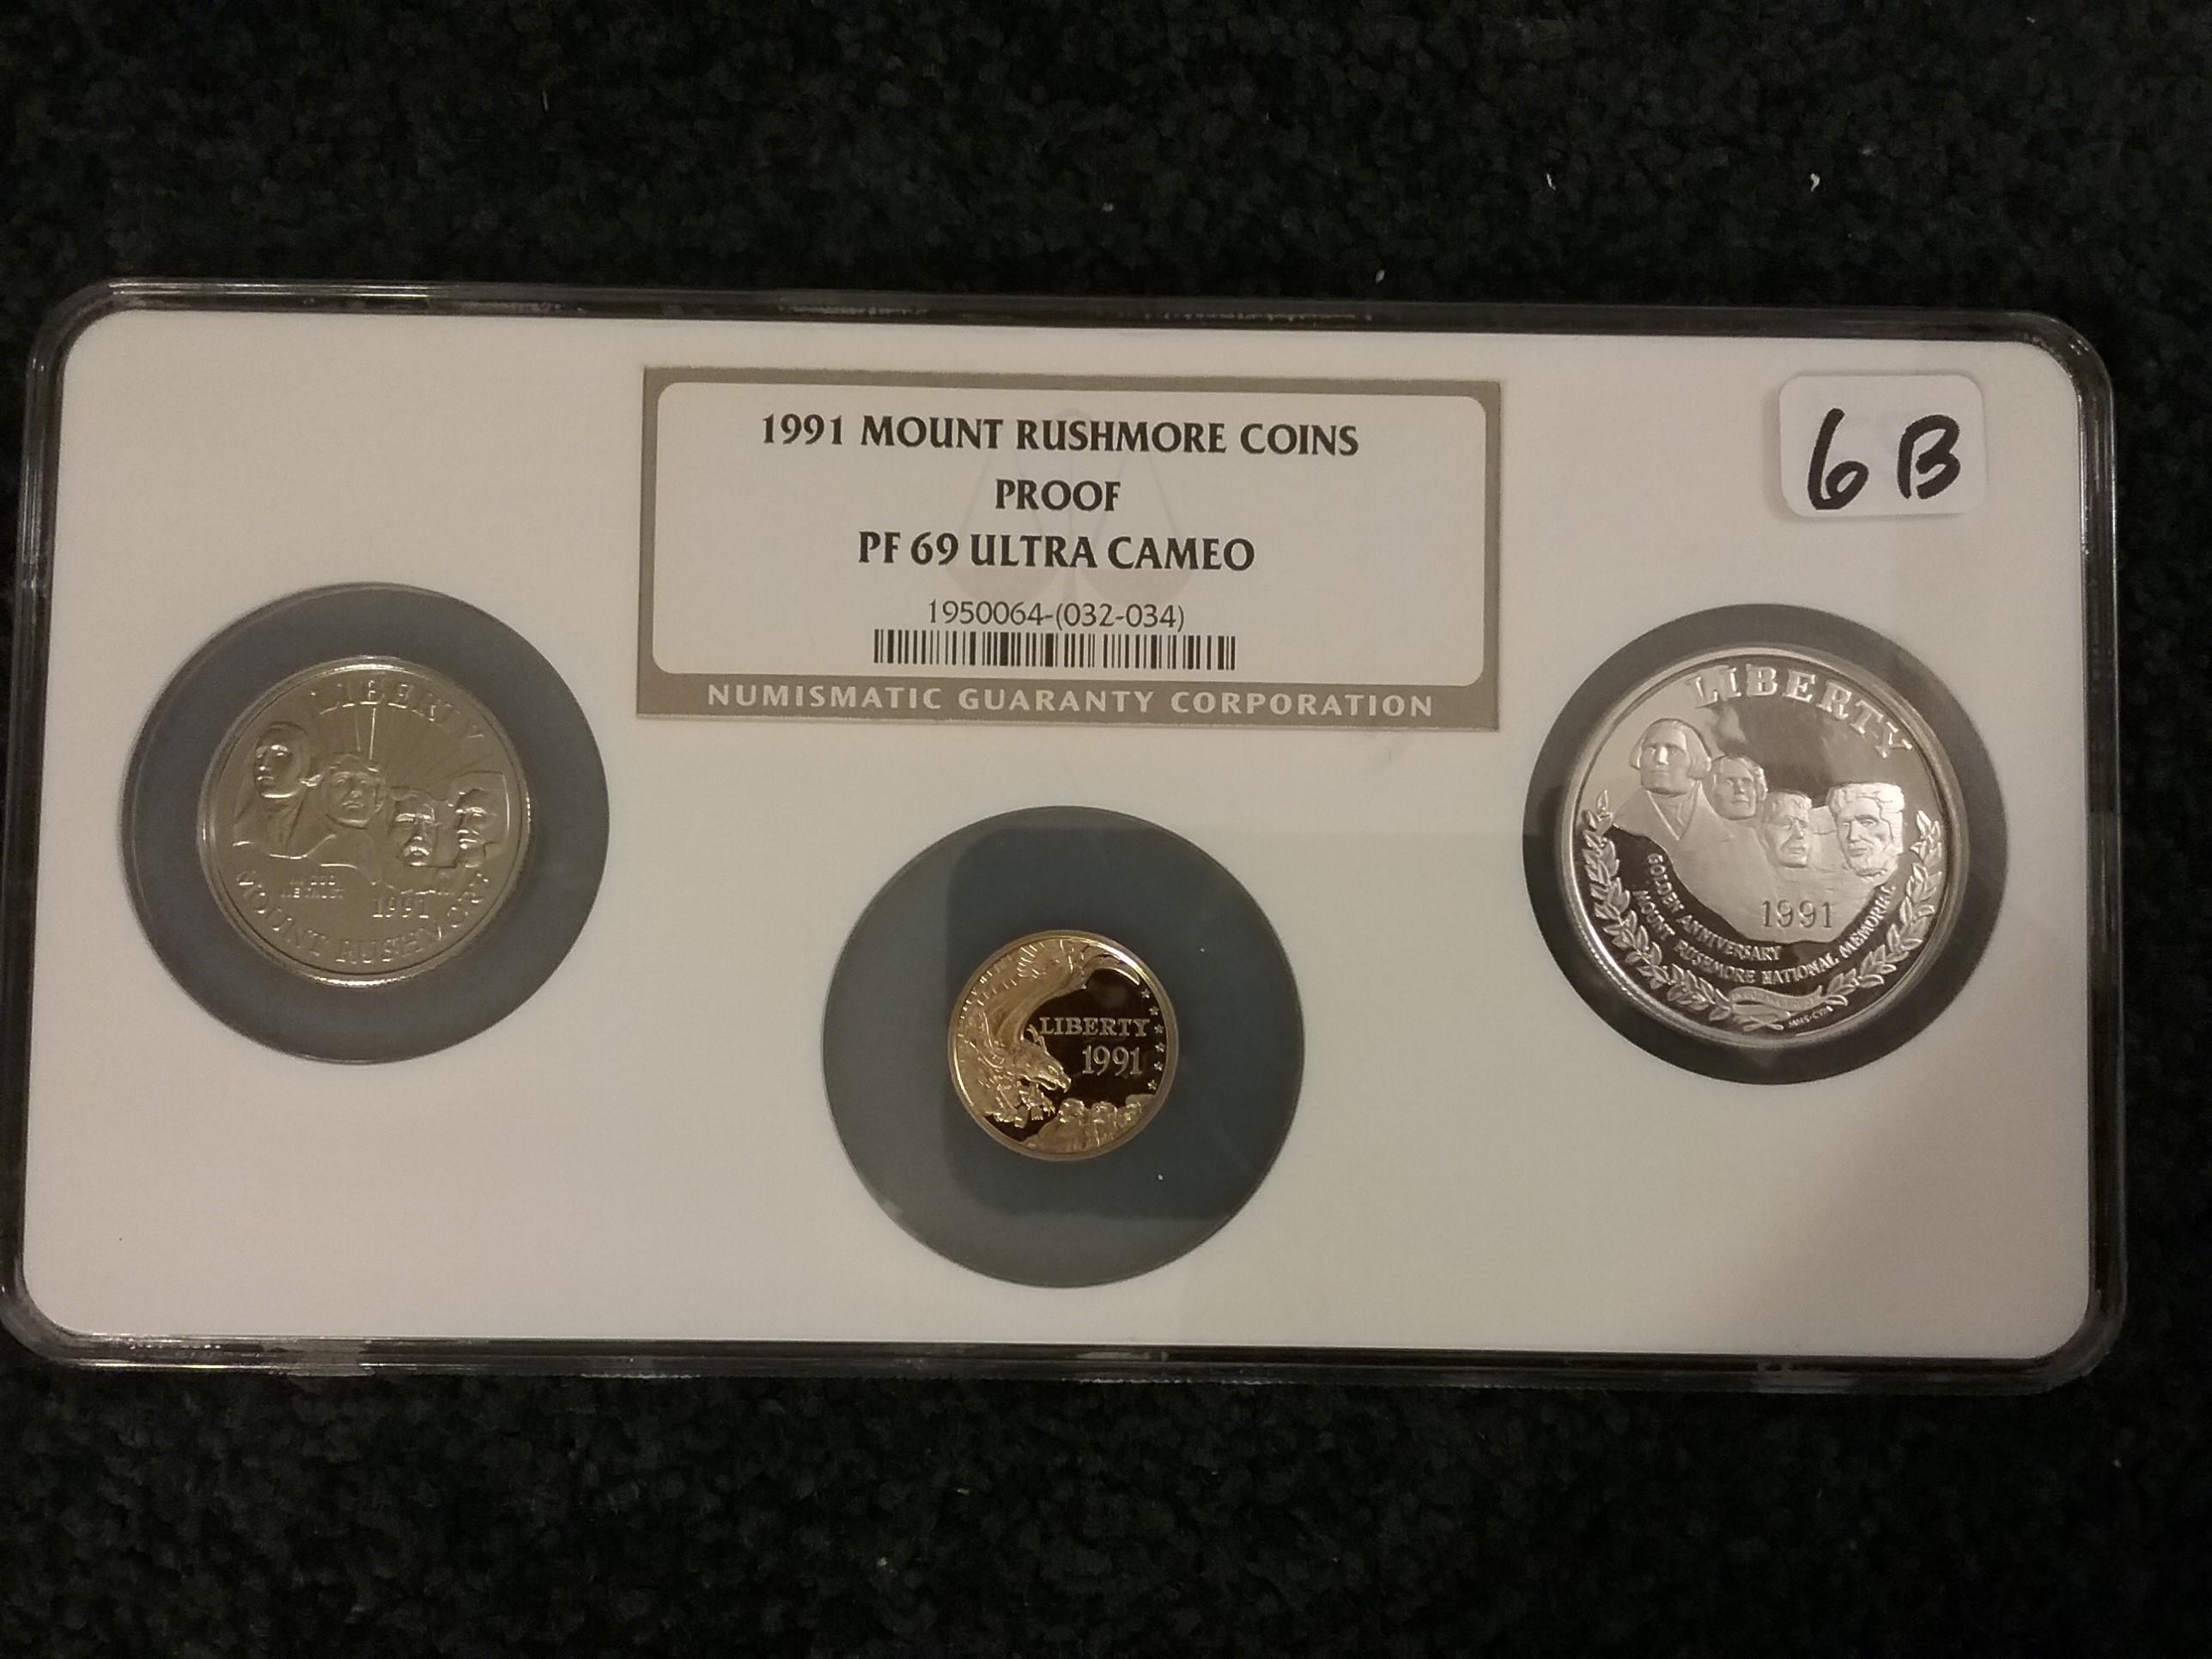 1991 MOUNT RUSHMORE COINS
PROOF
PF 69 ULTRA CAMEO
1950064-(032-034)
NUMISMATIC GUARANTY CORPORATION
6B
LIBERTY
1991
MOUNT RUSHMORE
LIBERTY
1991
LIBERTY
1991
GOLDEN ANNIVERSARY
MOUNT RUSHMORE NATIONAL MEMORIAL